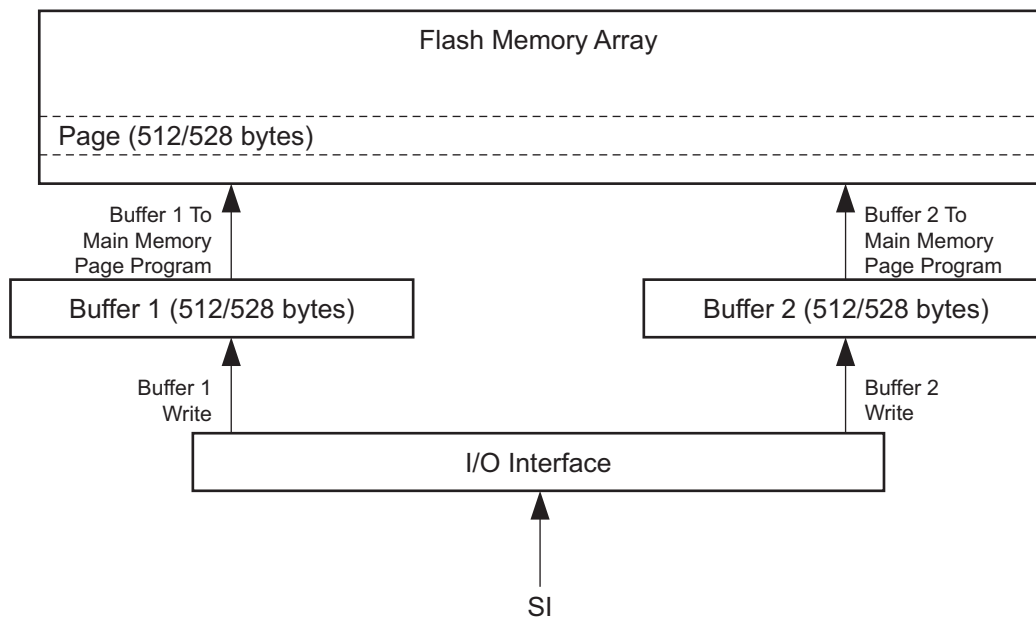 Flash Memory Array
Page (512/528 bytes)
Buffer 1 To
Main Memory
Page Program
Buffer 2 To
Main Memory
Page Program
Buffer 1 (512/528 bytes)
Buffer 2 (512/528 bytes)
Buffer 1
Write
Buffer 2
Write
I/O Interface
SI